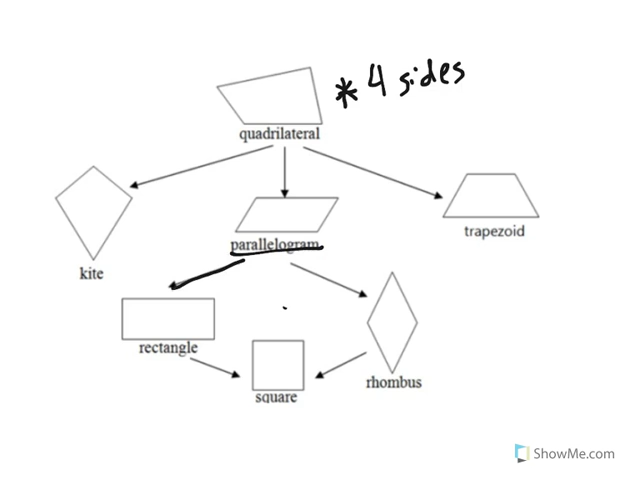 * 4 sides
quadrilateral
trapezoid
parallelogram
kite
rectangle
rhombus
square
ShowMe.com